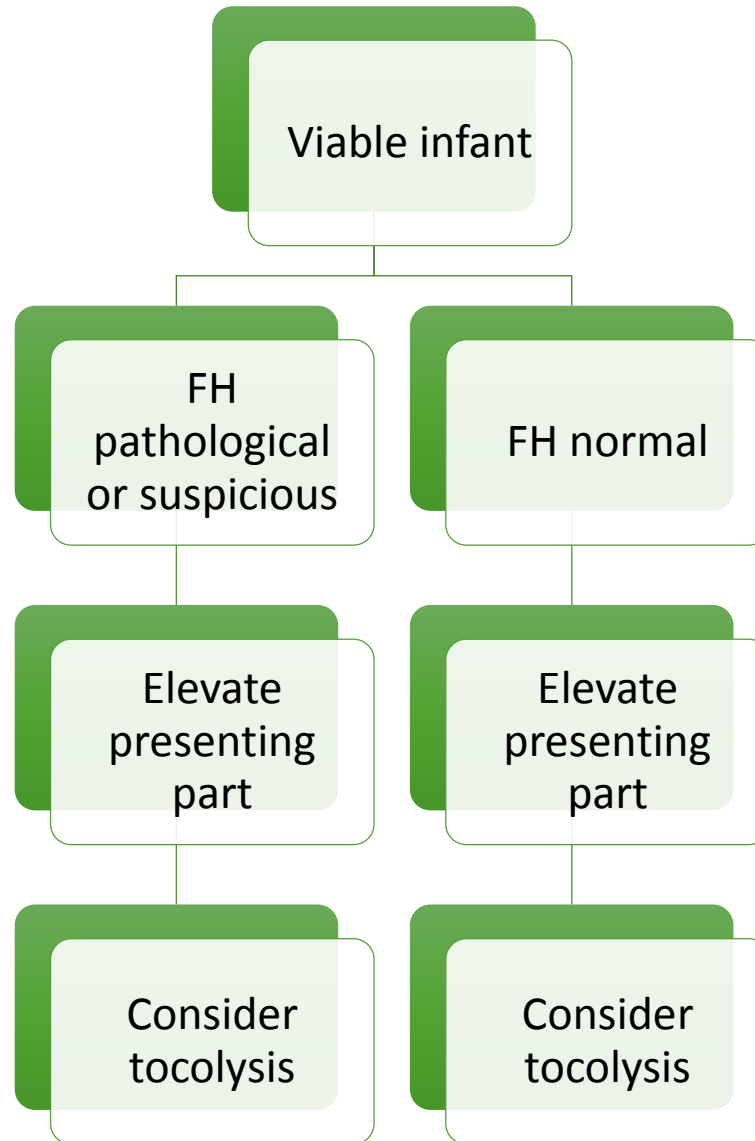 Viable infant
FH
pathological
or suspicious
FH normal
Elevate
presenting
part
Elevate
presenting
part
Consider
tocolysis
Consider
tocolysis